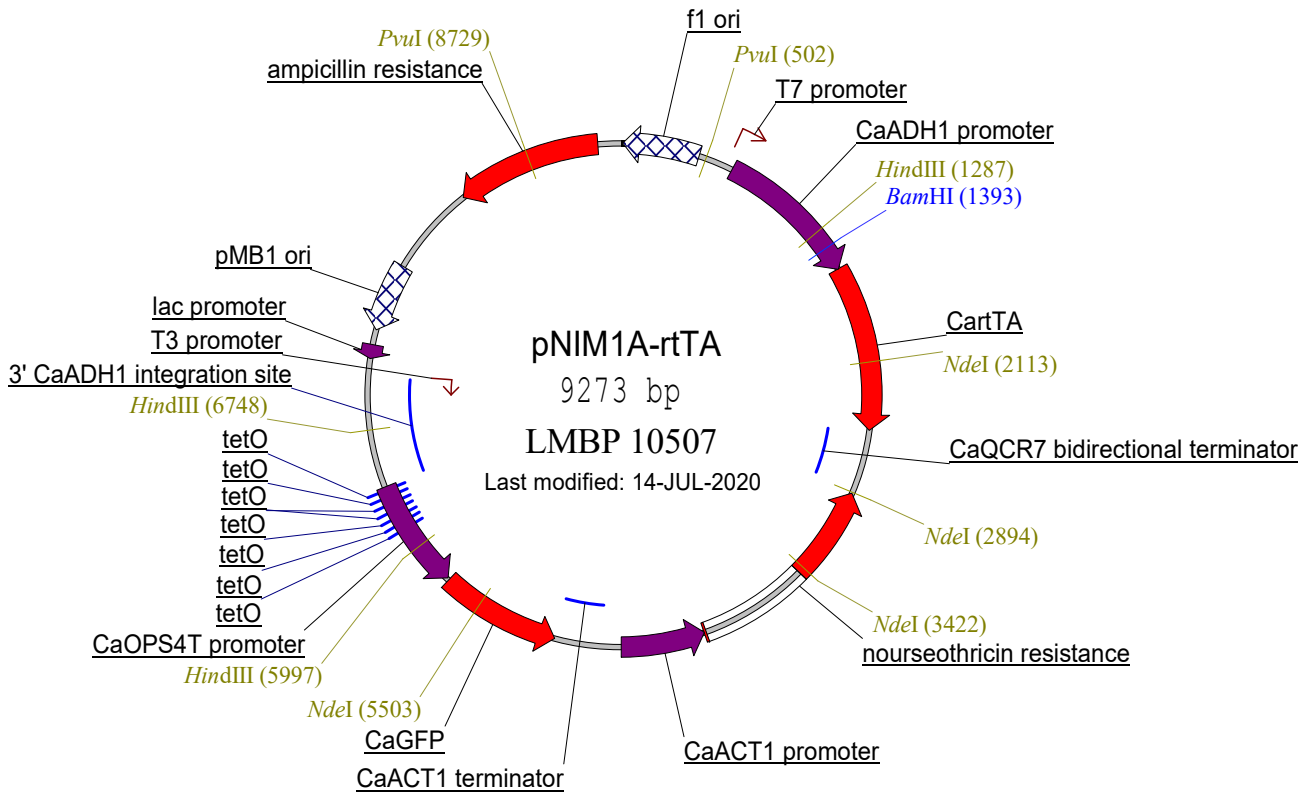 f1 ori
PvuI (8729)
PvuI (502)
ampicillin resistance
T7 promoter
CaADH1 promoter
HindIII (1287)
BamHI (1393)
pMB1 ori
lac promoter
CartTA
T3 promoter
pNIM1A-rtTA
NdeI (2113)
3' CaADH1 integration site
9273 bp
HindIII (6748)
LMBP 10507
tetO
CaQCR7 bidirectional terminator
tetO
Last modified: 14-JUL-2020
tetO
tetO
NdeI (2894)
tetO
tetO
tetO
NdeI (3422)
CaOPS4T promoter
nourseothricin resistance
HindIII (5997)
NdeI (5503)
CaGFP
CaACT1 promoter
CaACT1 terminator